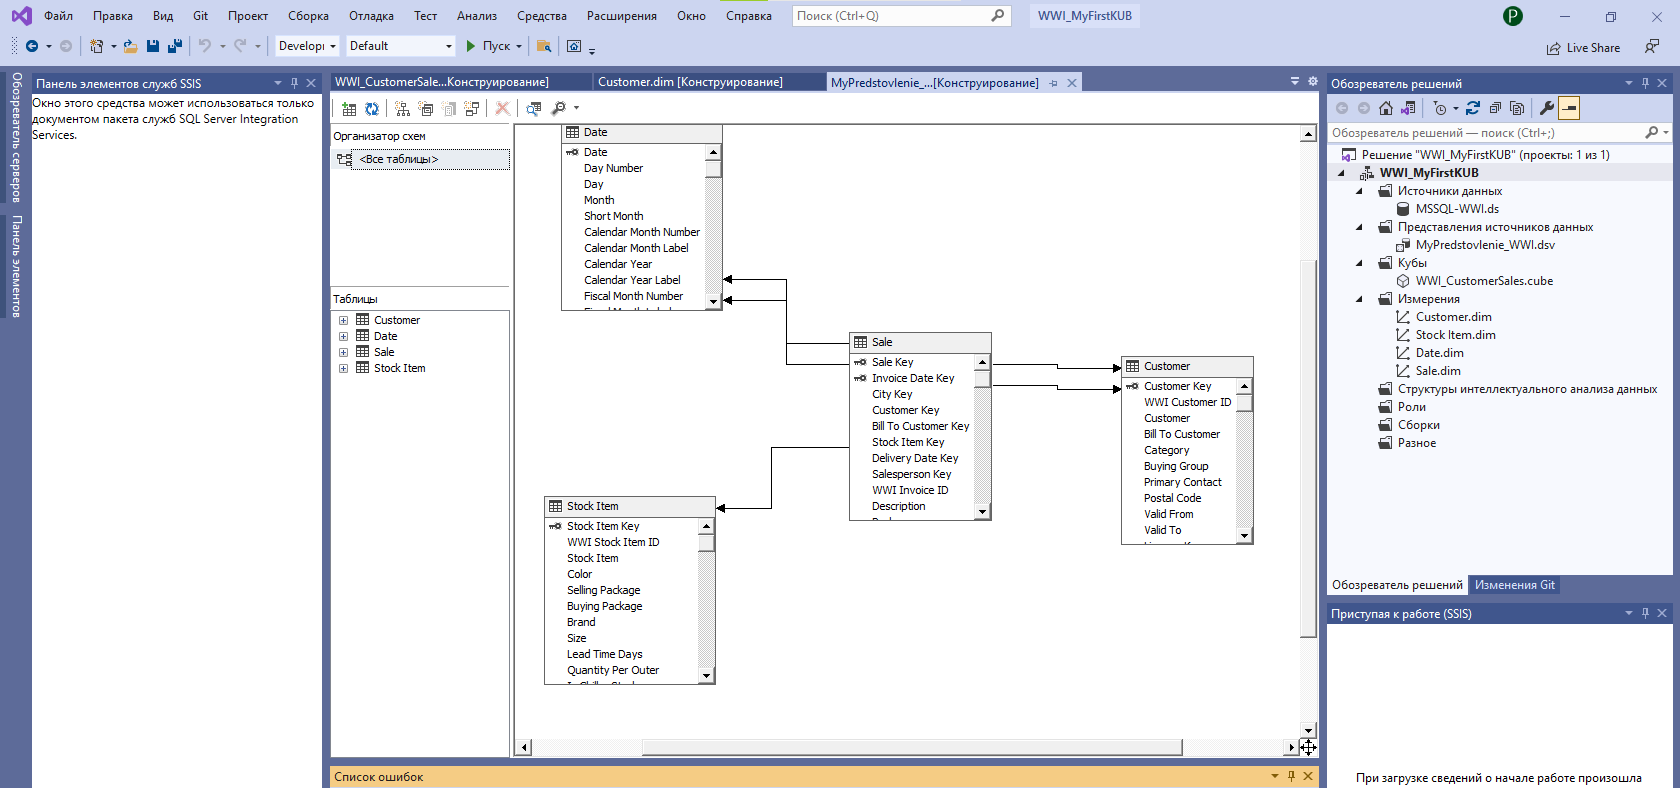 Файл Правка Вид Git Проект Сборка Отладка Тест Анализ Средства Расширения Окно Справка Поиск (Ctrl+Q) WWI_MyFirstKUB P
Developı Default Пуск Live Share
Обозреватель серверов
Панель элементов
Панель элементов служб SSIS
Окно этого средства может использоваться только
документом пакета служб SQL Server Integration
Services.
WWI_CustomerSale...Конструирование] Customer.dim [Конструирование] MyPredstovlenie_...[Конструирование]
Организатор схем
<Все таблицы>
Таблицы
Customer
Date
Sale
Stock Item
Date
Date
Day Number
Day
Month
Short Month
Calendar Month Number
Calendar Month Label
Calendar Year
Calendar Year Label
Fiscal Month Number
Sale
Sale Key
Invoice Date Key
City Key
Customer Key
Bill To Customer Key
Stock Item Key
Delivery Date Key
Salesperson Key
WWI Invoice ID
Description
Customer
Customer Key
WWI Customer ID
Customer
Bill To Customer
Category
Buying Group
Primary Contact
Postal Code
Valid From
Valid To
Stock Item
Stock Item Key
WWI Stock Item ID
Stock Item
Color
Selling Package
Buying Package
Brand
Size
Lead Time Days
Quantity Per Outer
Список ошибок
Обозреватель решений
Обозреватель решений — поиск (Ctrl+;)
Решение "WWI_MyFirstKUB" (проекты: 1 из 1)
WWI_MyFirstKUB
Источники данных
MSSQL-WWI.ds
Представления источников данных
MyPredstovlenie_WWI.dsv
Кубы
WWI_CustomerSales.cube
Измерения
Customer.dim
Stock Item.dim
Date.dim
Sale.dim
Структуры интеллектуального анализа данных
Роли
Сборки
Разное
Обозреватель решений Изменения Git
Приступая к работе (SSIS)
При загрузке сведений о начале работе произошла